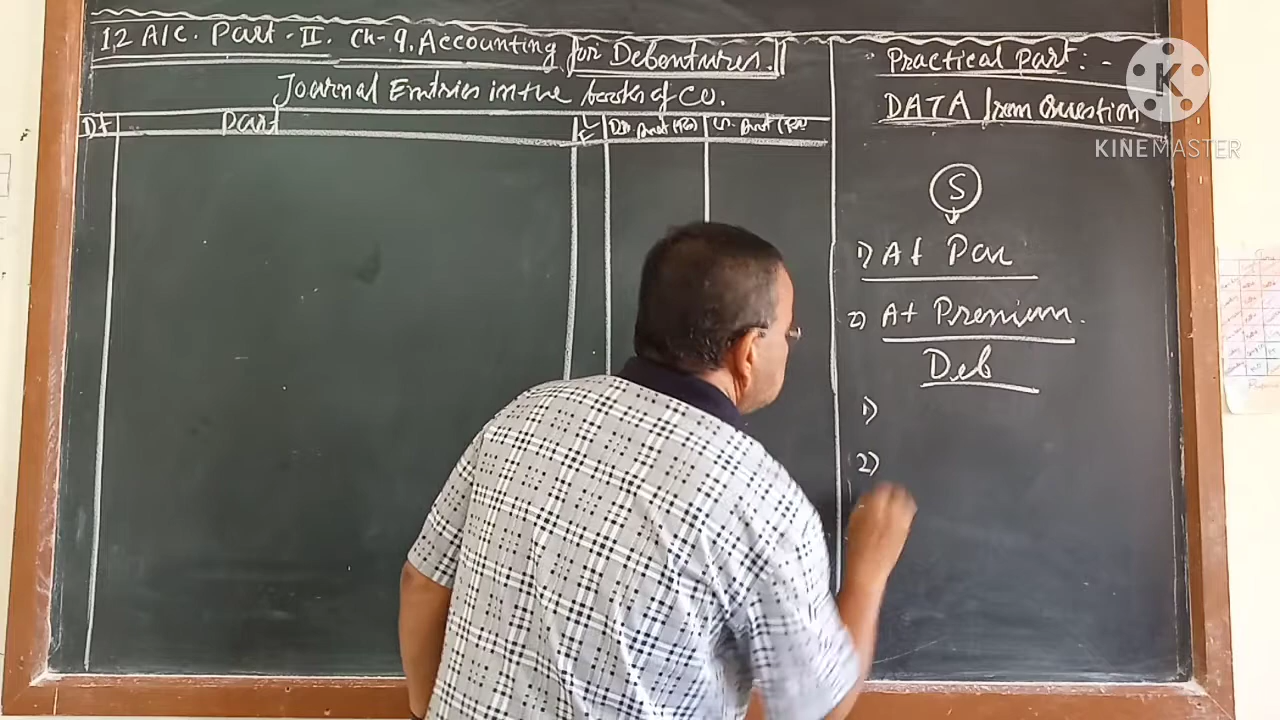 12 A/C. Part-II. Ch-9. Accounting for Debentures.
Journal Entries in the books of CO.
Dt Part L F Dr. Amt (Rs) Cr. Amt (Rs)
Practical Part:-
DATA from Question
S
1) At Par
2) At Premium.
Deb
1)
2)
K
KINEMASTER